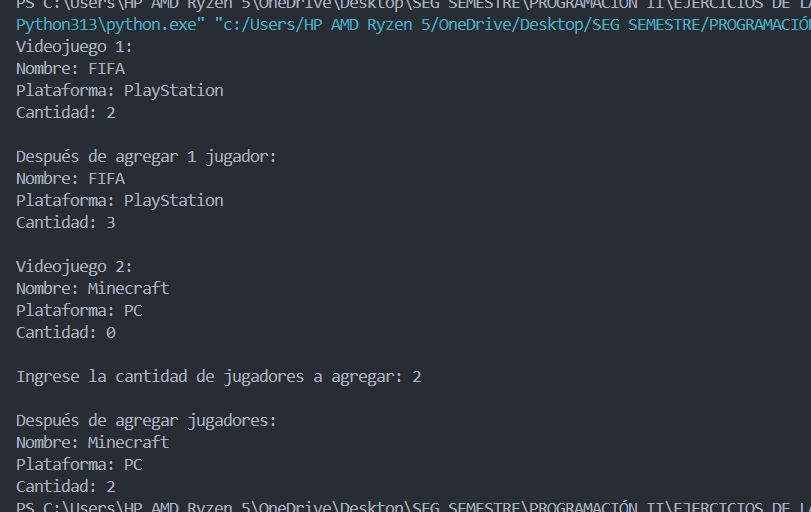 PS C:\Users\HP AMD Ryzen 5\OneDrive\Desktop\SEG SEMESTRE\PROGRAMACIÓN II\EJERCICIOS DE LA
Python313\python.exe" "c:/Users/HP AMD Ryzen 5/OneDrive/Desktop/SEG SEMESTRE/PROGRAMACIÓN
Videojuego 1:
Nombre: FIFA
Plataforma: PlayStation
Cantidad: 2
Después de agregar 1 jugador:
Nombre: FIFA
Plataforma: PlayStation
Cantidad: 3
Videojuego 2:
Nombre: Minecraft
Plataforma: PC
Cantidad: 0
Ingrese la cantidad de jugadores a agregar: 2
Después de agregar jugadores:
Nombre: Minecraft
Plataforma: PC
Cantidad: 2
PS C:\Users\HP AMD Ryzen 5\OneDrive\Desktop\SEG SEMESTRE\PROGRAMACIÓN II\EJERCICIOS DE LA